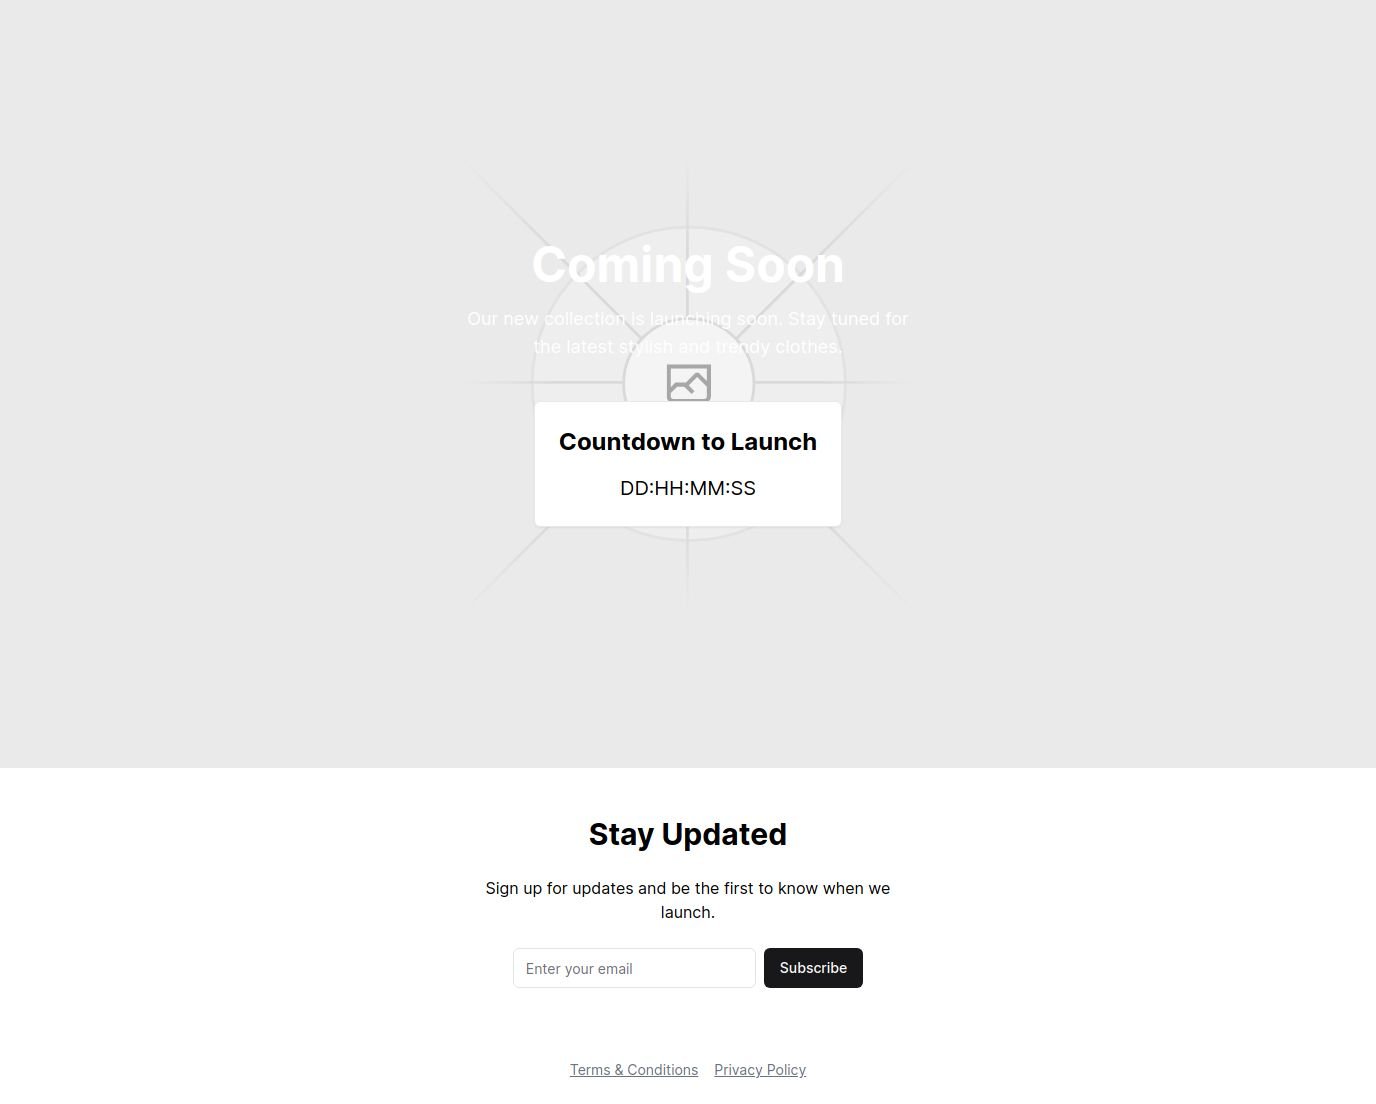 Coming Soon
Our new collection is launching soon. Stay tuned for
the latest stylish and trendy clothes.
Countdown to Launch
DD:HH:MM:SS
Stay Updated
Sign up for updates and be the first to know when we
launch.
Enter your email
Subscribe
Terms & Conditions
Privacy Policy